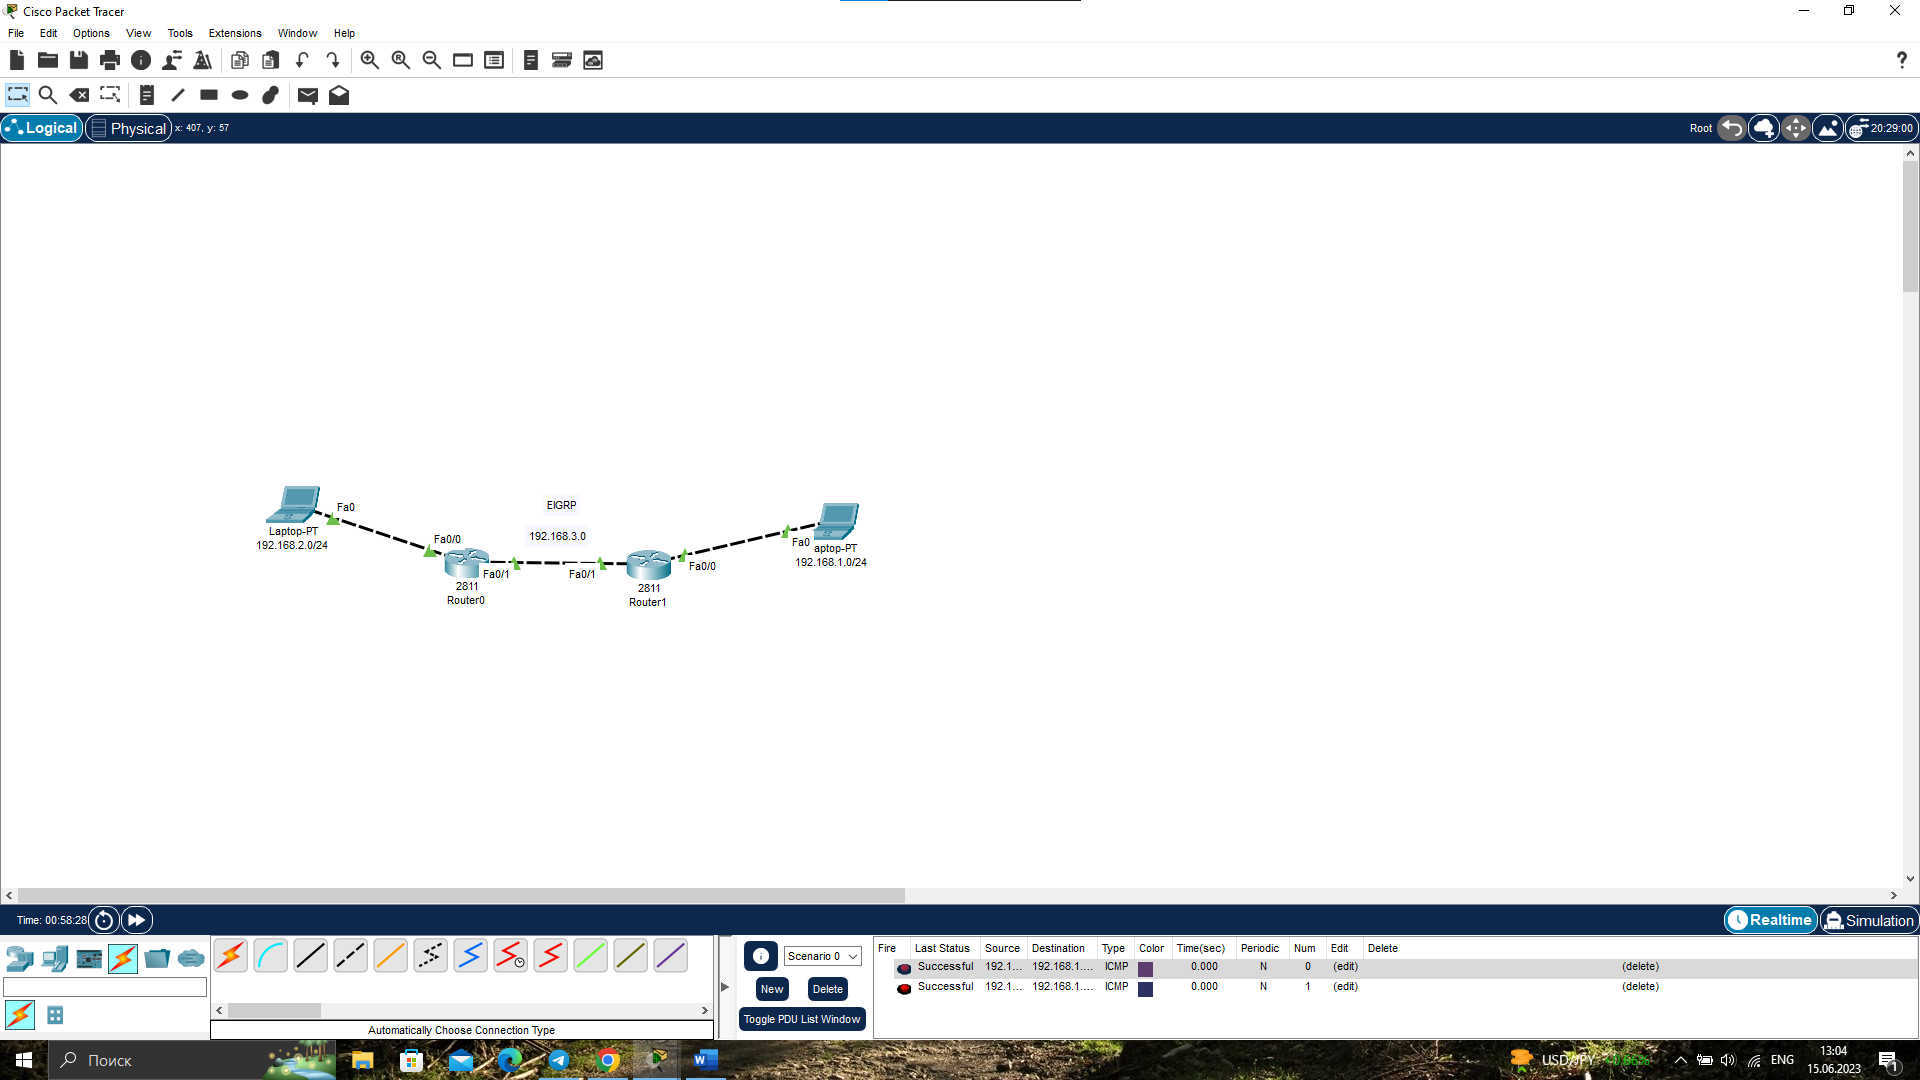 Cisco Packet Tracer
File Edit Options View Tools Extensions Window Help
?
Logical Physical x: 407, y: 57 Root 20:29:00
EIGRP
Fa0
Laptop-PT
192.168.2.0/24
192.168.3.0
Fa0/0
Fa0/1
Fa0/1
2811
Router0
2811
Router1
Fa0/0
Fa0
aptop-PT
192.168.1.0/24
Time: 00:58:28 Realtime Simulation
Scenario 0
New Delete
Toggle PDU List Window
Automatically Choose Connection Type
Fire Last Status Source Destination Type Color Time(sec) Periodic Num Edit Delete
Successful 192.1... 192.168.1.... ICMP 0.000 N 0 (edit) (delete)
Successful 192.1... 192.168.1.... ICMP 0.000 N 1 (edit) (delete)
Поиск
USD/JPY +0.66%
ENG
13:04
15.06.2023
1